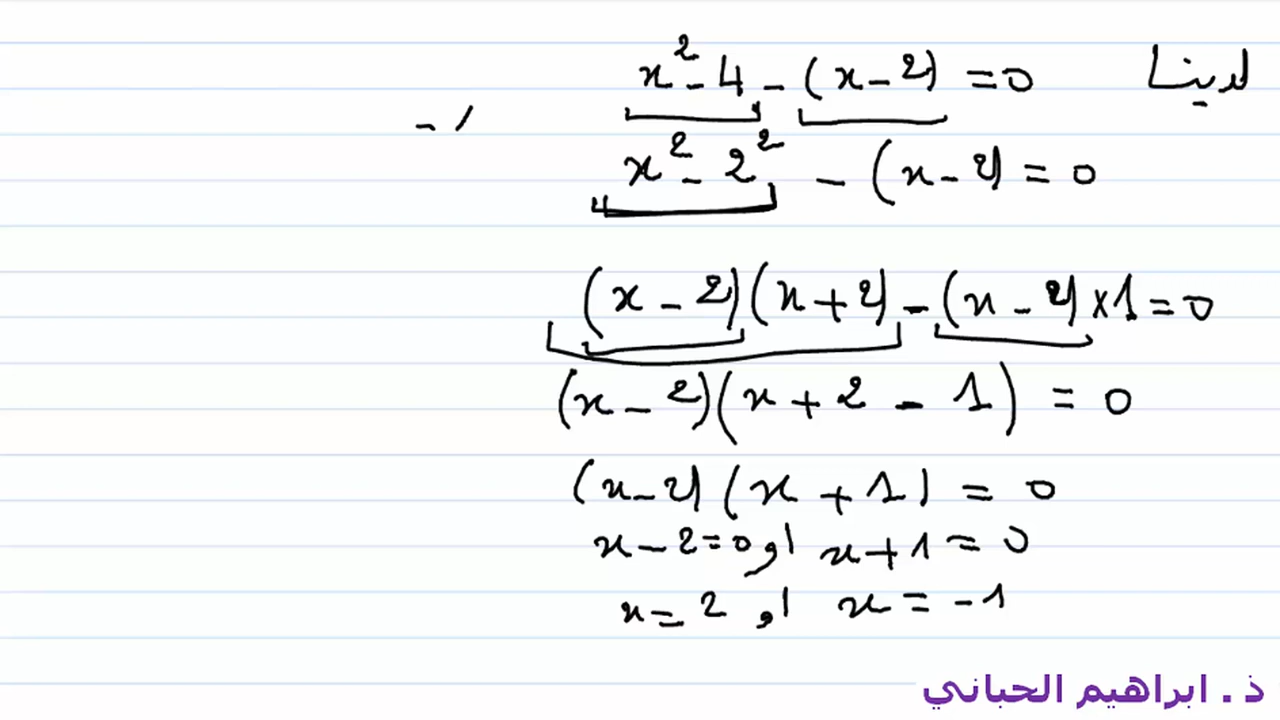 لدينا x² - 4 - (x - 2) = 0
x² - 2² - (x - 2) = 0
(x - 2)(x + 2) - (x - 2) × 1 = 0
(x - 2)(x + 2 - 1) = 0
(x - 2)(x + 1) = 0
x - 2 = 0 او x + 1 = 0
x = 2 او x = -1
ذ . ابراهيم الحباني